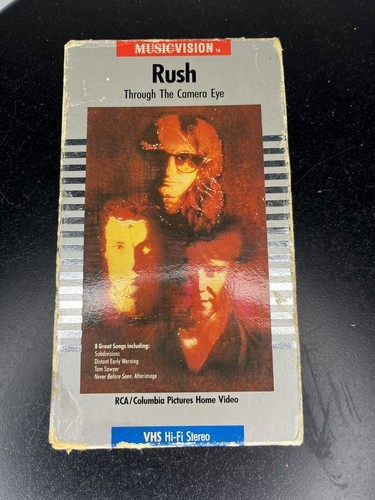 MUSICVISION TM
Rush
Through The Camera Eye
8 Great Songs including:
Subdivisions
Distant Early Warning
Tom Sawyer
Never Before Seen: Afterimage
RCA/Columbia Pictures Home Video
VHS Hi-Fi Stereo